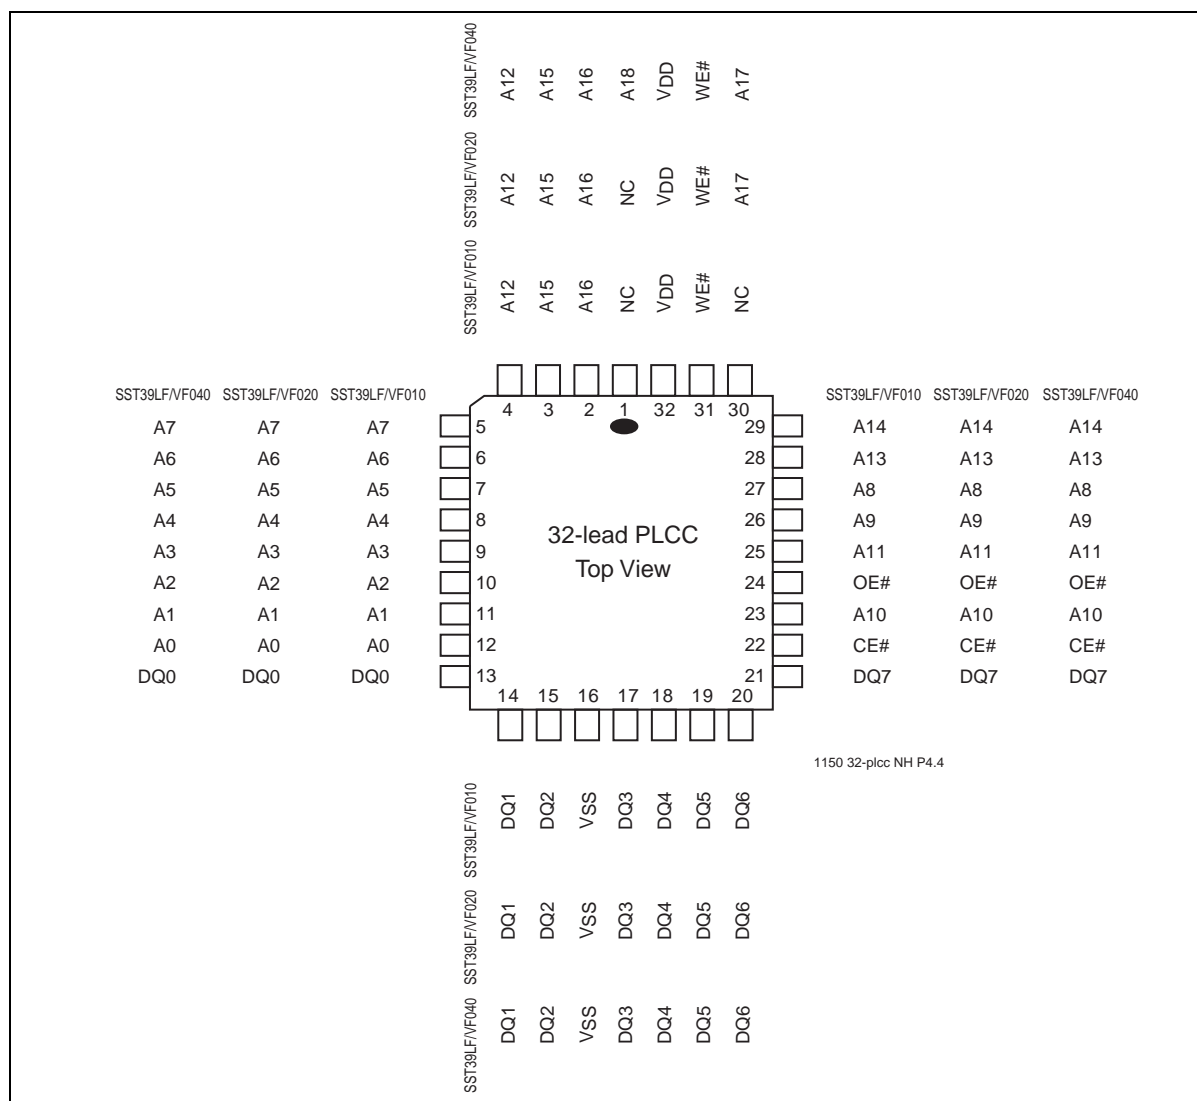 SST39LF/VF040 A12 A15 A16 A18 VDD WE# A17
SST39LF/VF020 A12 A15 A16 NC VDD WE# A17
SST39LF/VF010 A12 A15 A16 NC VDD WE# NC
SST39LF/VF040 SST39LF/VF020 SST39LF/VF010 4 3 2 1 32 31 30 SST39LF/VF010 SST39LF/VF020 SST39LF/VF040
A7 A7 A7 5 29 A14 A14 A14
A6 A6 A6 6 28 A13 A13 A13
A5 A5 A5 7 27 A8 A8 A8
A4 A4 A4 8 32-lead PLCC 26 A9 A9 A9
A3 A3 A3 9 Top View 25 A11 A11 A11
A2 A2 A2 10 24 OE# OE# OE#
A1 A1 A1 11 23 A10 A10 A10
A0 A0 A0 12 22 CE# CE# CE#
DQ0 DQ0 DQ0 13 21 DQ7 DQ7 DQ7
14 15 16 17 18 19 20
1150 32-plcc NH P4.4
SST39LF/VF010 DQ1 DQ2 VSS DQ3 DQ4 DQ5 DQ6
SST39LF/VF020 DQ1 DQ2 VSS DQ3 DQ4 DQ5 DQ6
SST39LF/VF040 DQ1 DQ2 VSS DQ3 DQ4 DQ5 DQ6